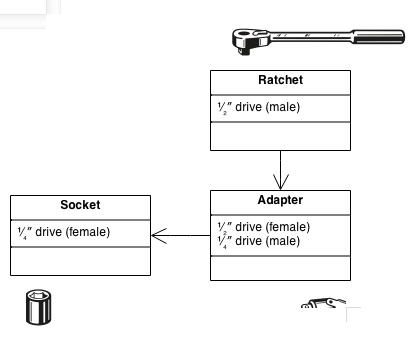 Ratchet
½” drive (male)
Adapter
½” drive (female)
¼” drive (male)
Socket
¼” drive (female)